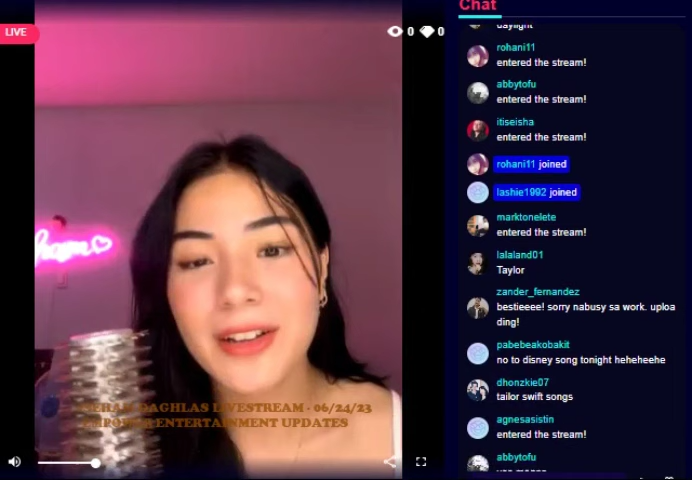 Chat
daylight
LIVE
0 0
rohani11
entered the stream!
abbytofu
entered the stream!
itiseisha
entered the stream!
rohani11 joined
lashie1992 joined
marktonelete
entered the stream!
lalaland01
Taylor
zander_fernandez
bestieeee! sorry nabusy sa work. uploa
ding!
pabebeakobakit
no to disney song tonight heheheehe
dhonzkie07
tailor swift songs
agnesasistin
entered the stream!
abbytofu
DAGHLAS LIVESTREAM - 06/24/23
ENTERTAINMENT UPDATES